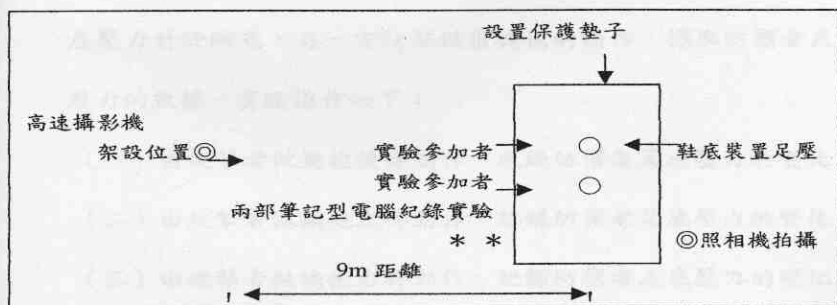 設置保護墊子
高速攝影機
架設位置◎
實驗參加者
鞋底裝置足壓
實驗參加者
兩部筆記型電腦紀錄實驗
* *
◎照相機拍攝
9m 距離